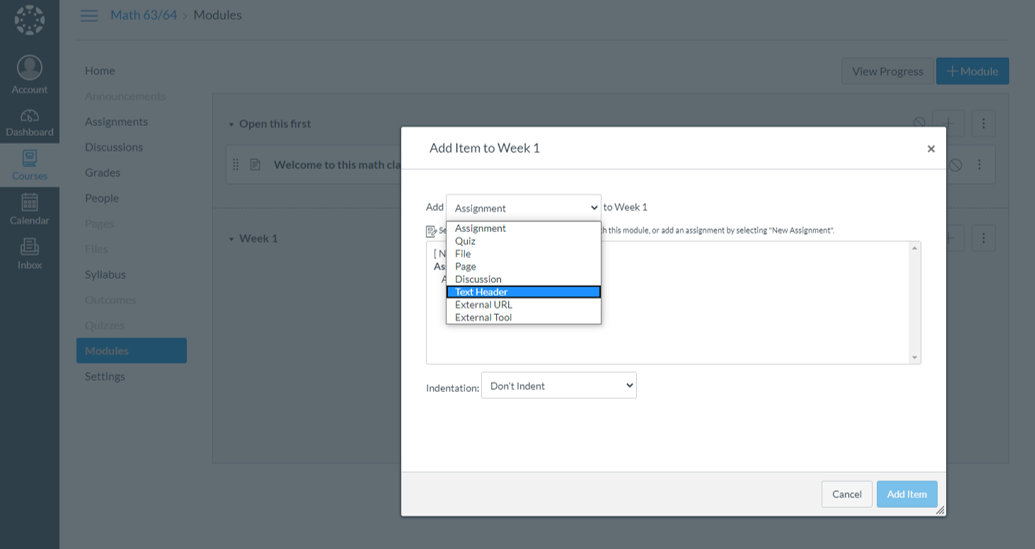 Math 63/64 › Modules
Account
Dashboard
Courses
Calendar
Inbox
Home
Announcements
Assignments
Discussions
Grades
People
Pages
Files
Syllabus
Outcomes
Quizzes
Modules
Settings
View Progress
+ Module
Open this first
Welcome to this math cla
Week 1
Add Item to Week 1
×
Add Assignment to Week 1
Se
h this module, or add an assignment by selecting "New Assignment".
Assignment
Quiz
File
Page
Discussion
Text Header
External URL
External Tool
[ N
As
A
Indentation: Don't Indent
Cancel
Add Item